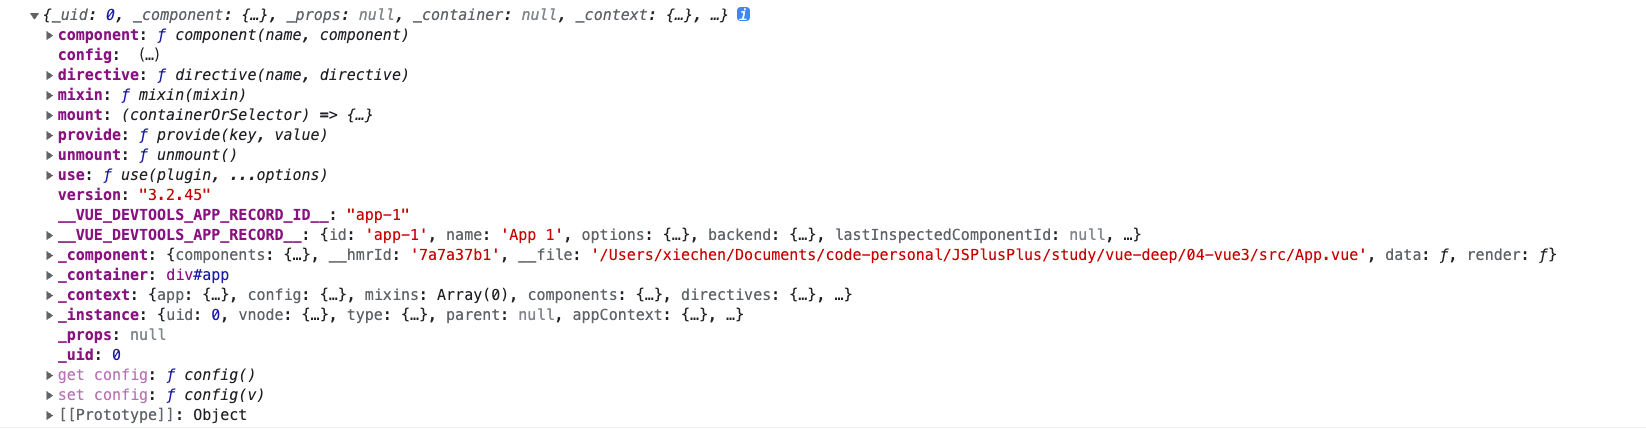 {_uid: 0, _component: {…}, _props: null, _container: null, _context: {…}, …} i
component: ƒ component(name, component)
config: (…)
directive: ƒ directive(name, directive)
mixin: ƒ mixin(mixin)
mount: (containerOrSelector) => {…}
provide: ƒ provide(key, value)
unmount: ƒ unmount()
use: ƒ use(plugin, ...options)
version: "3.2.45"
__VUE_DEVTOOLS_APP_RECORD_ID__: "app-1"
__VUE_DEVTOOLS_APP_RECORD__: {id: 'app-1', name: 'App 1', options: {…}, backend: {…}, lastInspectedComponentId: null, …}
_component: {components: {…}, __hmrId: '7a7a37b1', __file: '/Users/xiechen/Documents/code-personal/JSPlusPlus/study/vue-deep/04-vue3/src/App.vue', data: ƒ, render: ƒ}
_container: div#app
_context: {app: {…}, config: {…}, mixins: Array(0), components: {…}, directives: {…}, …}
_instance: {uid: 0, vnode: {…}, type: {…}, parent: null, appContext: {…}, …}
_props: null
_uid: 0
get config: ƒ config()
set config: ƒ config(v)
[[Prototype]]: Object